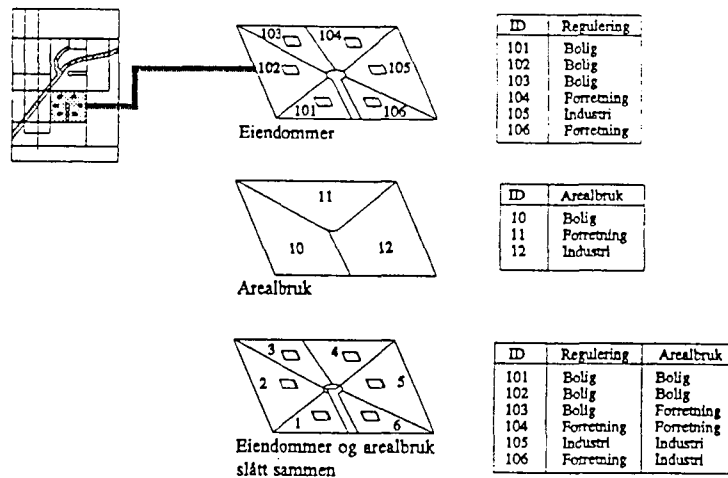 103
104
102
105
101
106
Eiendommer
ID Regulering
101 Bolig
102 Bolig
103 Bolig
104 Forretning
105 Industri
106 Forretning
11
10
12
Arealbruk
ID Arealbruk
10 Bolig
11 Forretning
12 Industri
3
4
2
5
1
6
Eiendommer og arealbruk
slått sammen
ID Regulering Arealbruk
101 Bolig Bolig
102 Bolig Bolig
103 Bolig Forretning
104 Forretning Forretning
105 Industri Industri
106 Forretning Industri